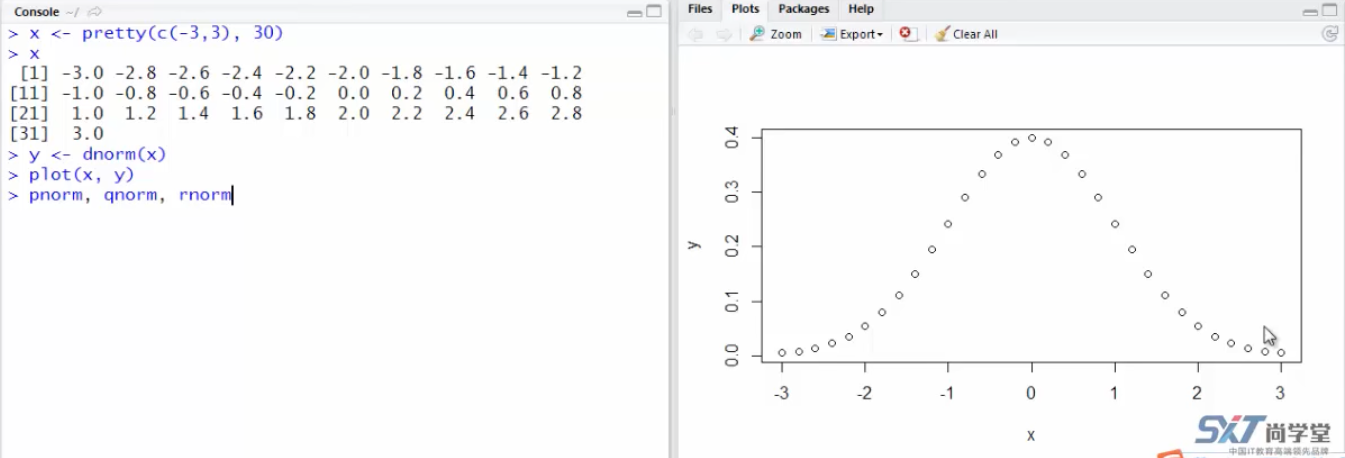 Console ~/
> x <- pretty(c(-3,3), 30)
> x
[1] -3.0 -2.8 -2.6 -2.4 -2.2 -2.0 -1.8 -1.6 -1.4 -1.2
[11] -1.0 -0.8 -0.6 -0.4 -0.2 0.0 0.2 0.4 0.6 0.8
[21] 1.0 1.2 1.4 1.6 1.8 2.0 2.2 2.4 2.6 2.8
[31] 3.0
> y <- dnorm(x)
> plot(x, y)
> pnorm, qnorm, rnorm
Files Plots Packages Help
Zoom Export Clear All
0.4
0.3
y
0.2
0.1
0.0
-3 -2 -1 0 1 2 3
x
SXT 尚学堂
中国IT教育高端领先品牌